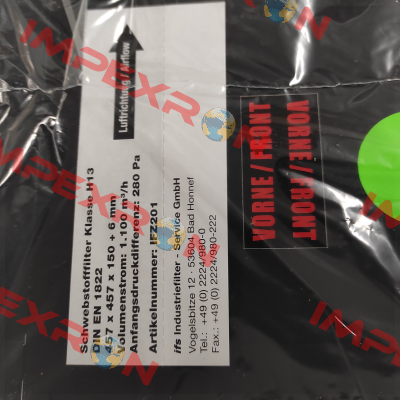 Luftrichtung / Airflow
Schwebstofffilter Klasse H13
DIN EN 1822
457 x 457 x 150 + 6 mm
Volumenstrom: 1.100 m³/h
Anfangsdruckdifferenz: 280 Pa
Artikelnummer: IFZ201
ifs Industriefilter - Service GmbH
Vogelsbitze 12 · 53604 Bad Honnef
Tel.: +49 (0) 2224/980-0
Fax.: +49 (0) 2224/980-222
VORNE / FRONT
VORNE // FRONT
IMPEXRON
IMPEXRON
IMPEXRON
IMPEXRON